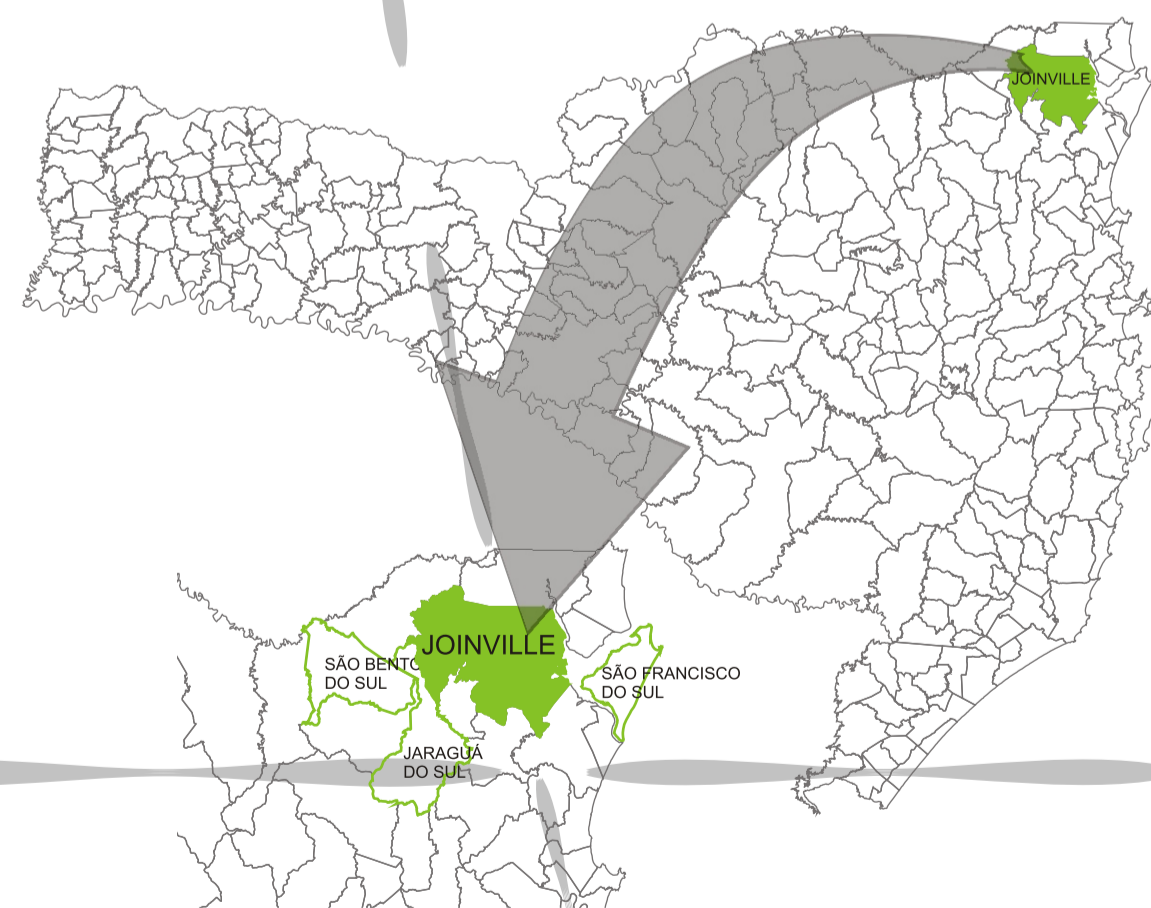 JOINVILLE
JOINVILLE
SÃO BENTO
DO SUL
SÃO FRANCISCO
DO SUL
JARAGUÁ
DO SUL